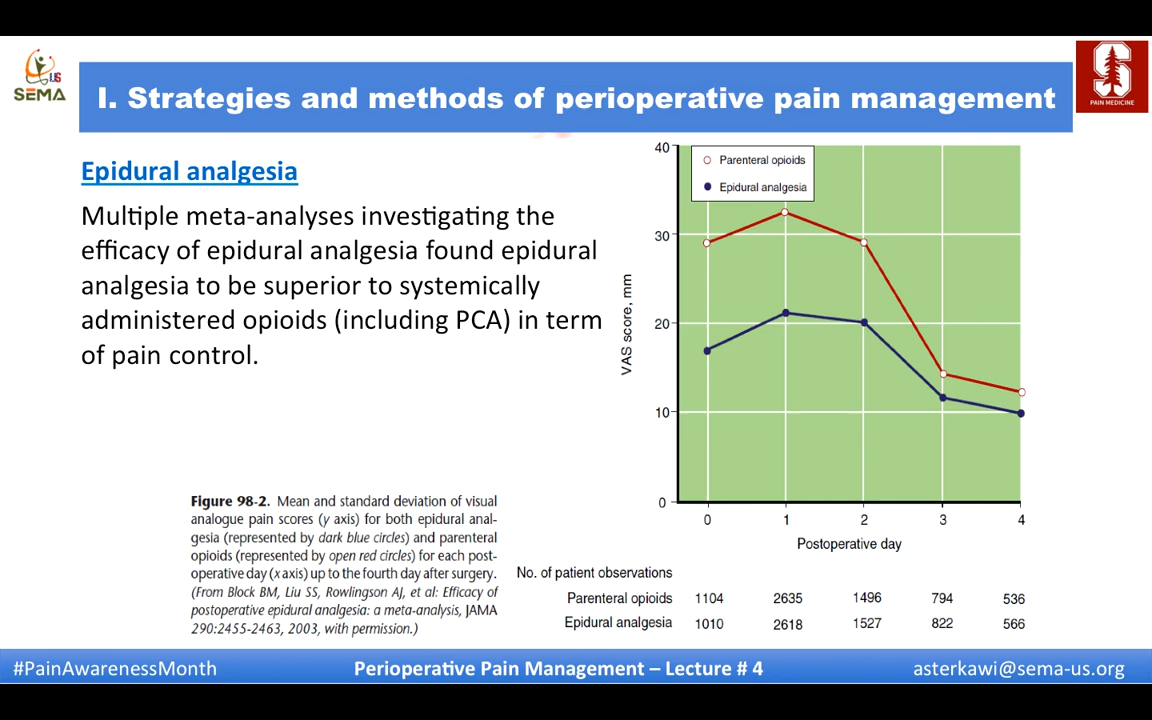 US
SEMA
I. Strategies and methods of perioperative pain management
S
PAIN MEDICINE
Epidural analgesia
Multiple meta-analyses investigating the
efficacy of epidural analgesia found epidural
analgesia to be superior to systemically
administered opioids (including PCA) in term
of pain control.
40
30
20
10
0
VAS score, mm
Parenteral opioids
Epidural analgesia
0 1 2 3 4
Postoperative day
Figure 98-2. Mean and standard deviation of visual
analogue pain scores (y axis) for both epidural anal-
gesia (represented by dark blue circles) and parenteral
opioids (represented by open red circles) for each post-
operative day (x axis) up to the fourth day after surgery.
(From Block BM, Liu SS, Rowlingson AJ, et al: Efficacy of
postoperative epidural analgesia: a meta-analysis, JAMA
290:2455-2463, 2003, with permission.)
No. of patient observations
Parenteral opioids 1104 2635 1496 794 536
Epidural analgesia 1010 2618 1527 822 566
#PainAwarenessMonth
Perioperative Pain Management – Lecture # 4
asterkawi@sema-us.org